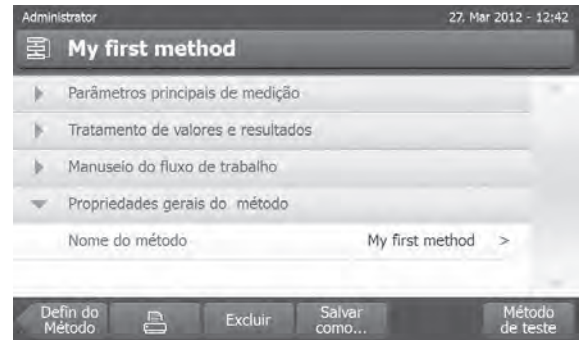 Administrator 27. Mar 2012 - 12:42
My first method
Parâmetros principais de medição
Tratamento de valores e resultados
Manuseio do fluxo de trabalho
Propriedades gerais do método
Nome do método My first method >
Defin do
Método
Excluir
Salvar
como...
Método
de teste